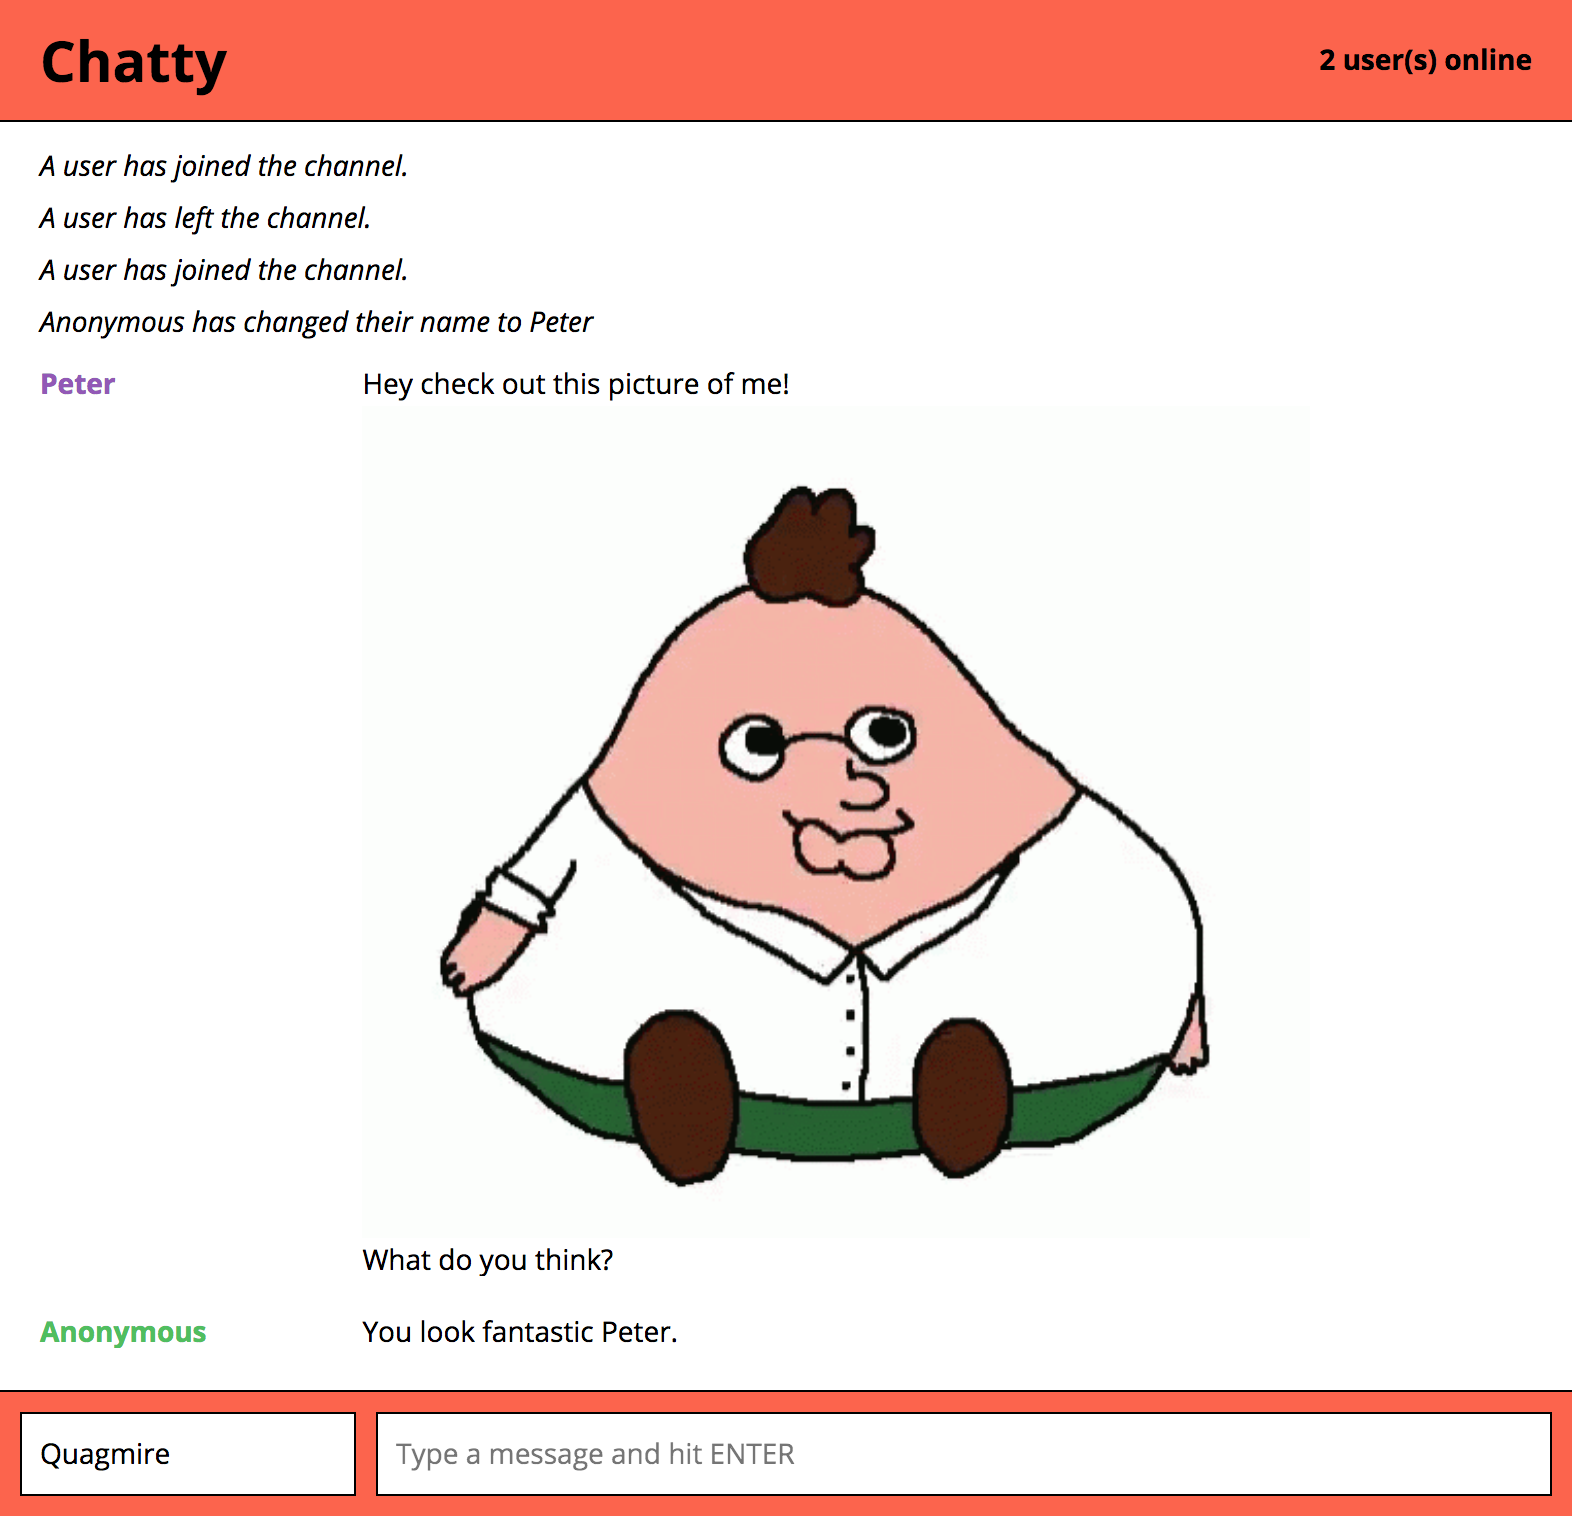 Chatty
2 user(s) online
A user has joined the channel.
A user has left the channel.
A user has joined the channel.
Anonymous has changed their name to Peter
Peter
Hey check out this picture of me!
What do you think?
Anonymous
You look fantastic Peter.
Quagmire
Type a message and hit ENTER